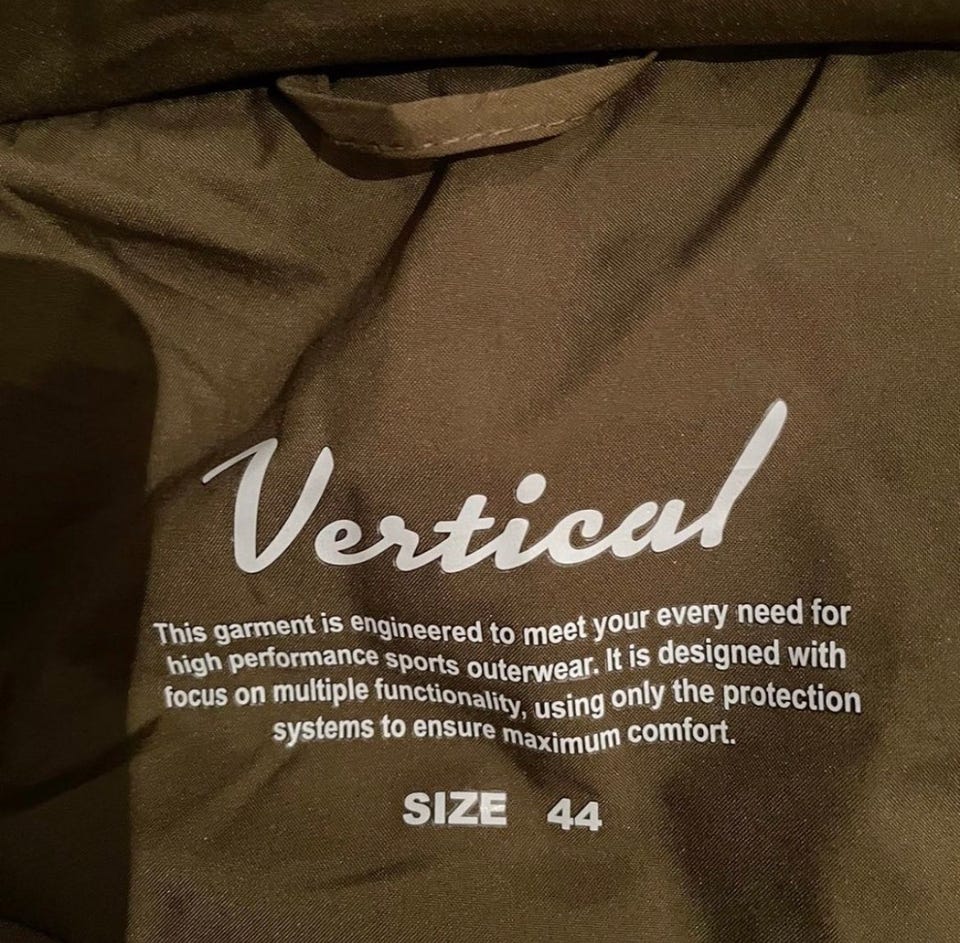 Vertical
This garment is engineered to meet your every need for
high performance sports outerwear. It is designed with
focus on multiple functionality, using only the protection
systems to ensure maximum comfort.
SIZE 44